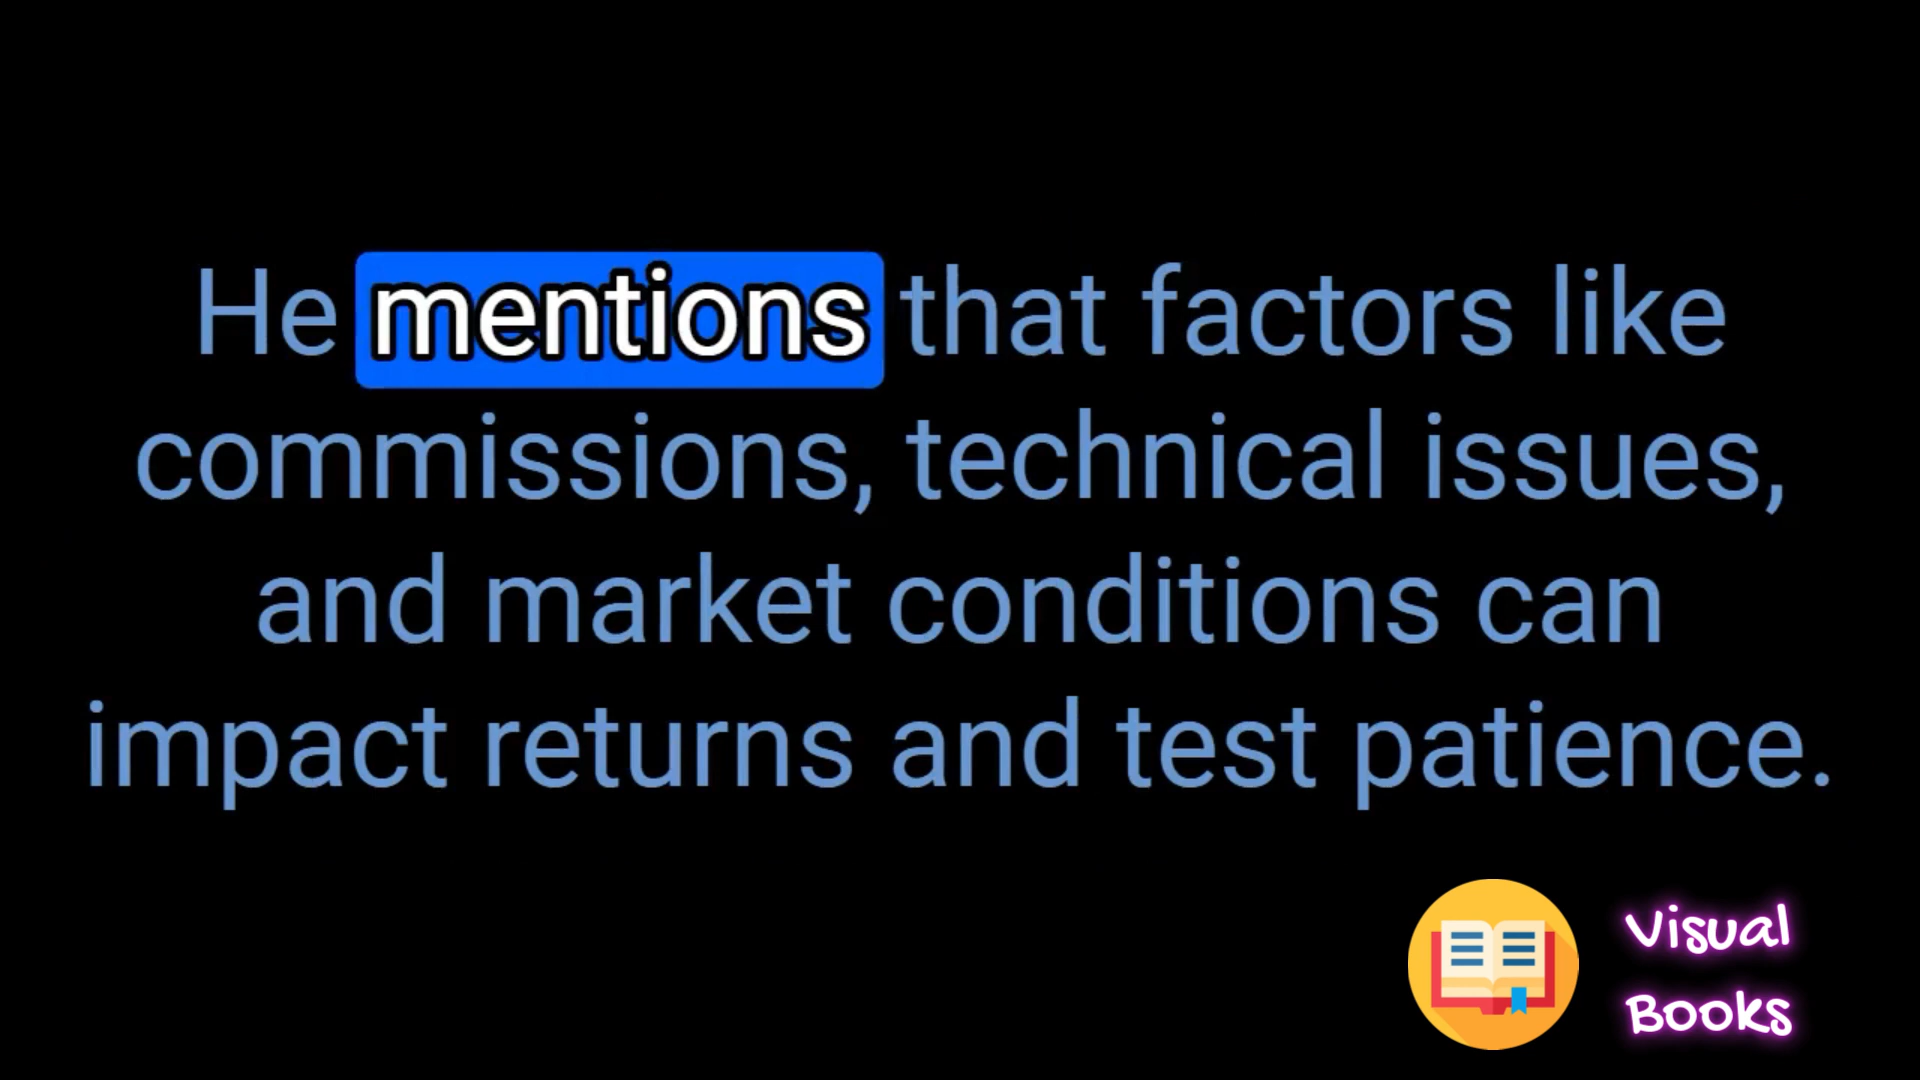 He mentions that factors like
commissions, technical issues,
and market conditions can
impact returns and test patience.
Visual
Books